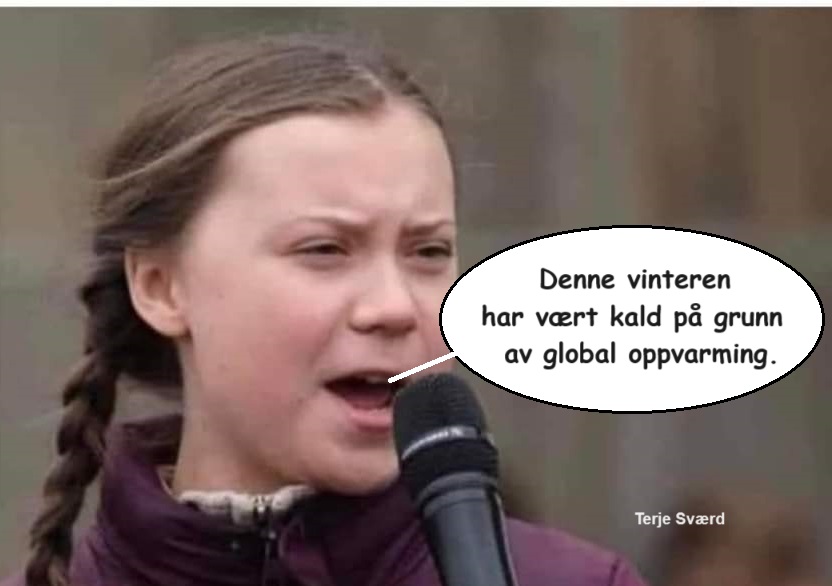 Denne vinteren
har vært kald på grunn
av global oppvarming.
Terje Sværd